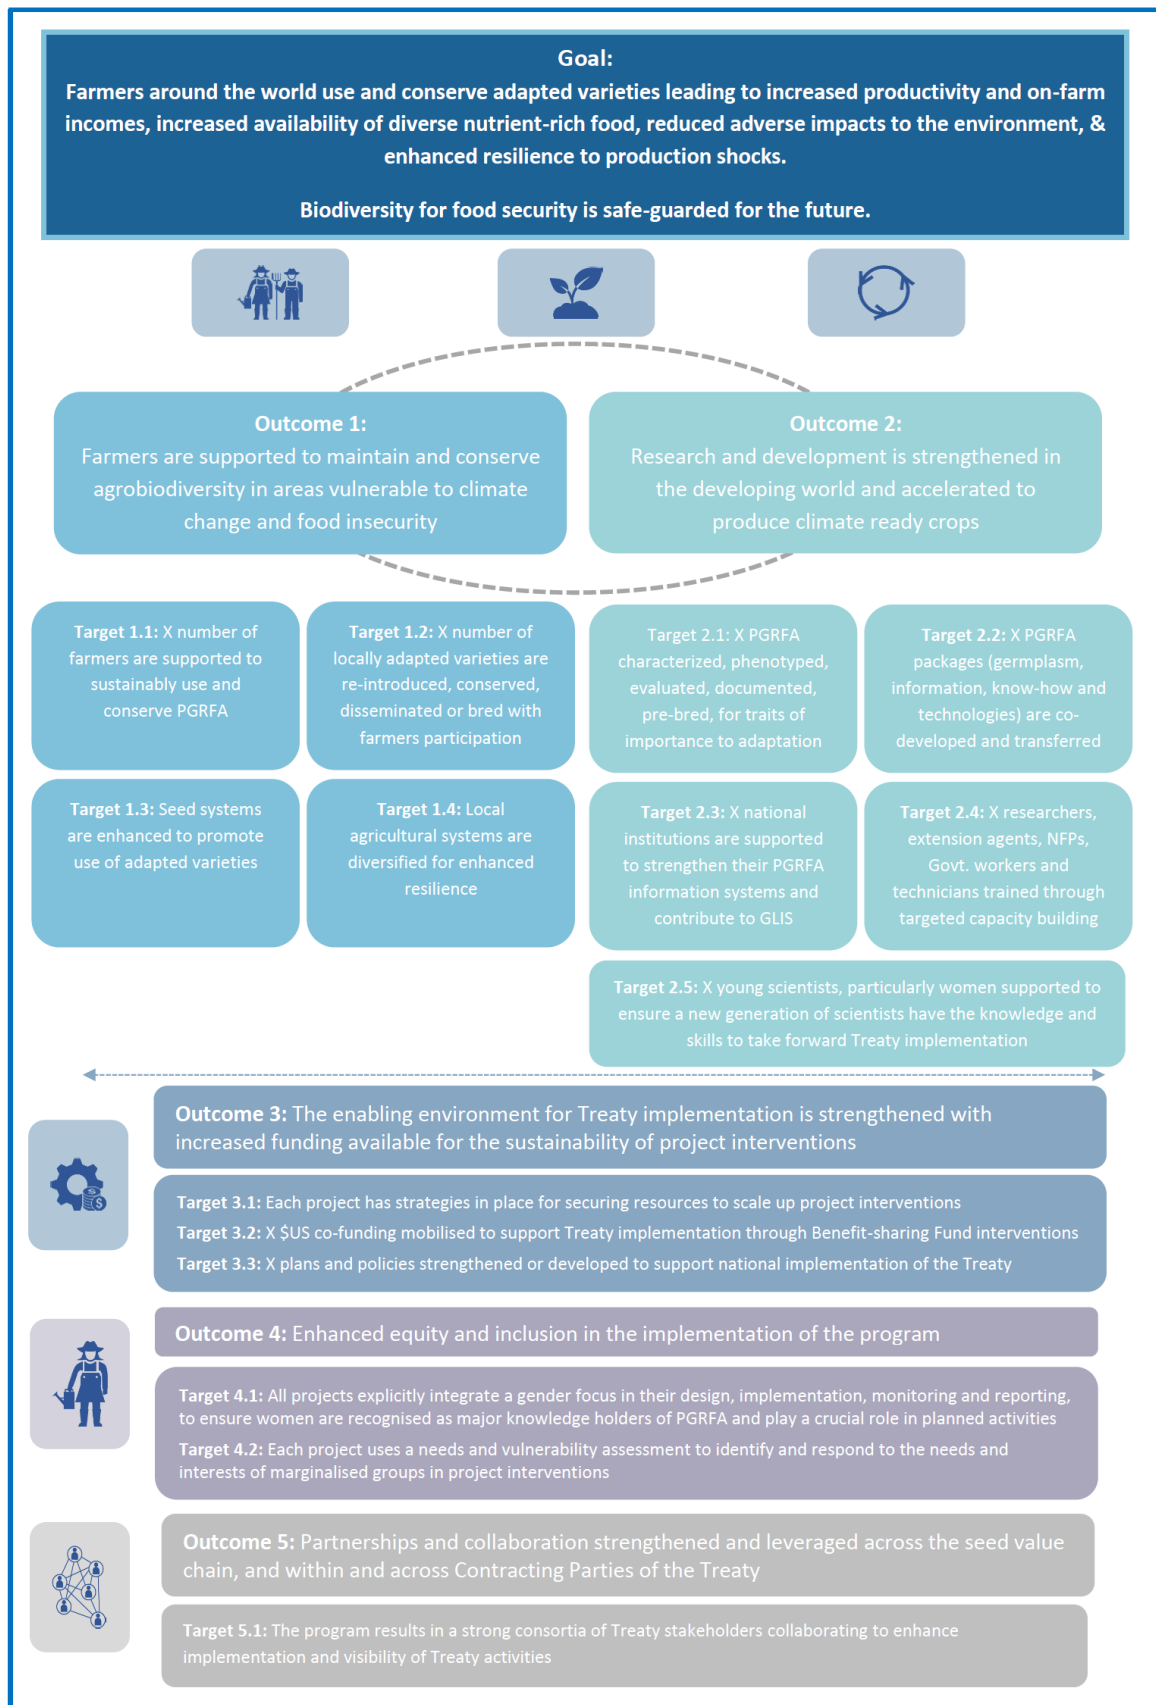 Goal:
Farmers around the world use and conserve adapted varieties leading to increased productivity and on-farm
incomes, increased availability of diverse nutrient-rich food, reduced adverse impacts to the environment, &
enhanced resilience to production shocks.
Biodiversity for food security is safe-guarded for the future.
Outcome 1:
Farmers are supported to maintain and conserve
agrobiodiversity in areas vulnerable to climate
change and food insecurity
Outcome 2:
Research and development is strengthened in
the developing world and accelerated to
produce climate ready crops
Target 1.1: X number of
farmers are supported to
sustainably use and
conserve PGRFA
Target 1.2: X number of
locally adapted varieties are
re-introduced, conserved,
disseminated or bred with
farmers participation
Target 2.1: X PGRFA
characterized, phenotyped,
evaluated, documented,
pre-bred, for traits of
importance to adaptation
Target 2.2: X PGRFA
packages (germplasm,
information, know-how and
technologies) are co-
developed and transferred
Target 1.3: Seed systems
are enhanced to promote
use of adapted varieties
Target 1.4: Local
agricultural systems are
diversified for enhanced
resilience
Target 2.3: X national
institutions are supported
to strengthen their PGRFA
information systems and
contribute to GLIS
Target 2.4: X researchers,
extension agents, NFPs,
Govt. workers and
technicians trained through
targeted capacity building
Target 2.5: X young scientists, particularly women supported to
ensure a new generation of scientists have the knowledge and
skills to take forward Treaty implementation
Outcome 3: The enabling environment for Treaty implementation is strengthened with
increased funding available for the sustainability of project interventions
Target 3.1: Each project has strategies in place for securing resources to scale up project interventions
Target 3.2: X $US co-funding mobilised to support Treaty implementation through Benefit-sharing Fund interventions
Target 3.3: X plans and policies strengthened or developed to support national implementation of the Treaty
Outcome 4: Enhanced equity and inclusion in the implementation of the program
Target 4.1: All projects explicitly integrate a gender focus in their design, implementation, monitoring and reporting,
to ensure women are recognised as major knowledge holders of PGRFA and play a crucial role in planned activities
Target 4.2: Each project uses a needs and vulnerability assessment to identify and respond to the needs and
interests of marginalised groups in project interventions
Outcome 5: Partnerships and collaboration strengthened and leveraged across the seed value
chain, and within and across Contracting Parties of the Treaty
Target 5.1: The program results in a strong consortia of Treaty stakeholders collaborating to enhance
implementation and visibility of Treaty activities